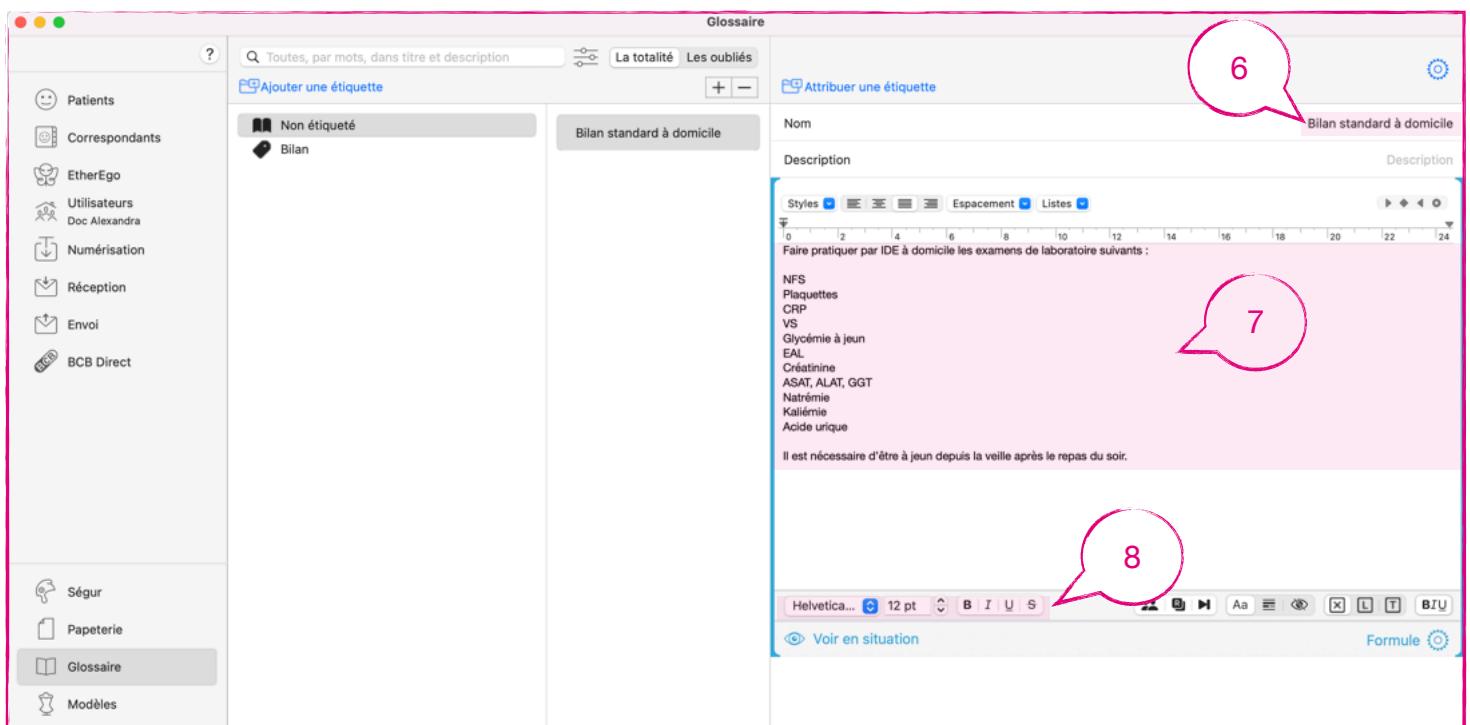 Glossaire
?
Toutes, par mots, dans titre et description
La totalité Les oubliés
Ajouter une étiquette
+ −
Attribuer une étiquette
6
Patients
Correspondants
EtherEgo
Utilisateurs
Doc Alexandra
Numérisation
Réception
Envoi
BCB Direct
Ségur
Papeterie
Glossaire
Modèles
Non étiqueté
Bilan
Bilan standard à domicile
Nom Bilan standard à domicile
Description Description
Styles Espacement Listes
0 2 4 6 8 10 12 14 16 18 20 22 24
Faire pratiquer par IDE à domicile les examens de laboratoire suivants :
NFS
Plaquettes
CRP
VS
Glycémie à jeun
EAL
Créatinine
ASAT, ALAT, GGT
Natrémie
Kaliémie
Acide urique
Il est nécessaire d'être à jeun depuis la veille après le repas du soir.
7
8
Helvetica... 12 pt B I U S Aa X L T BIU
Voir en situation Formule